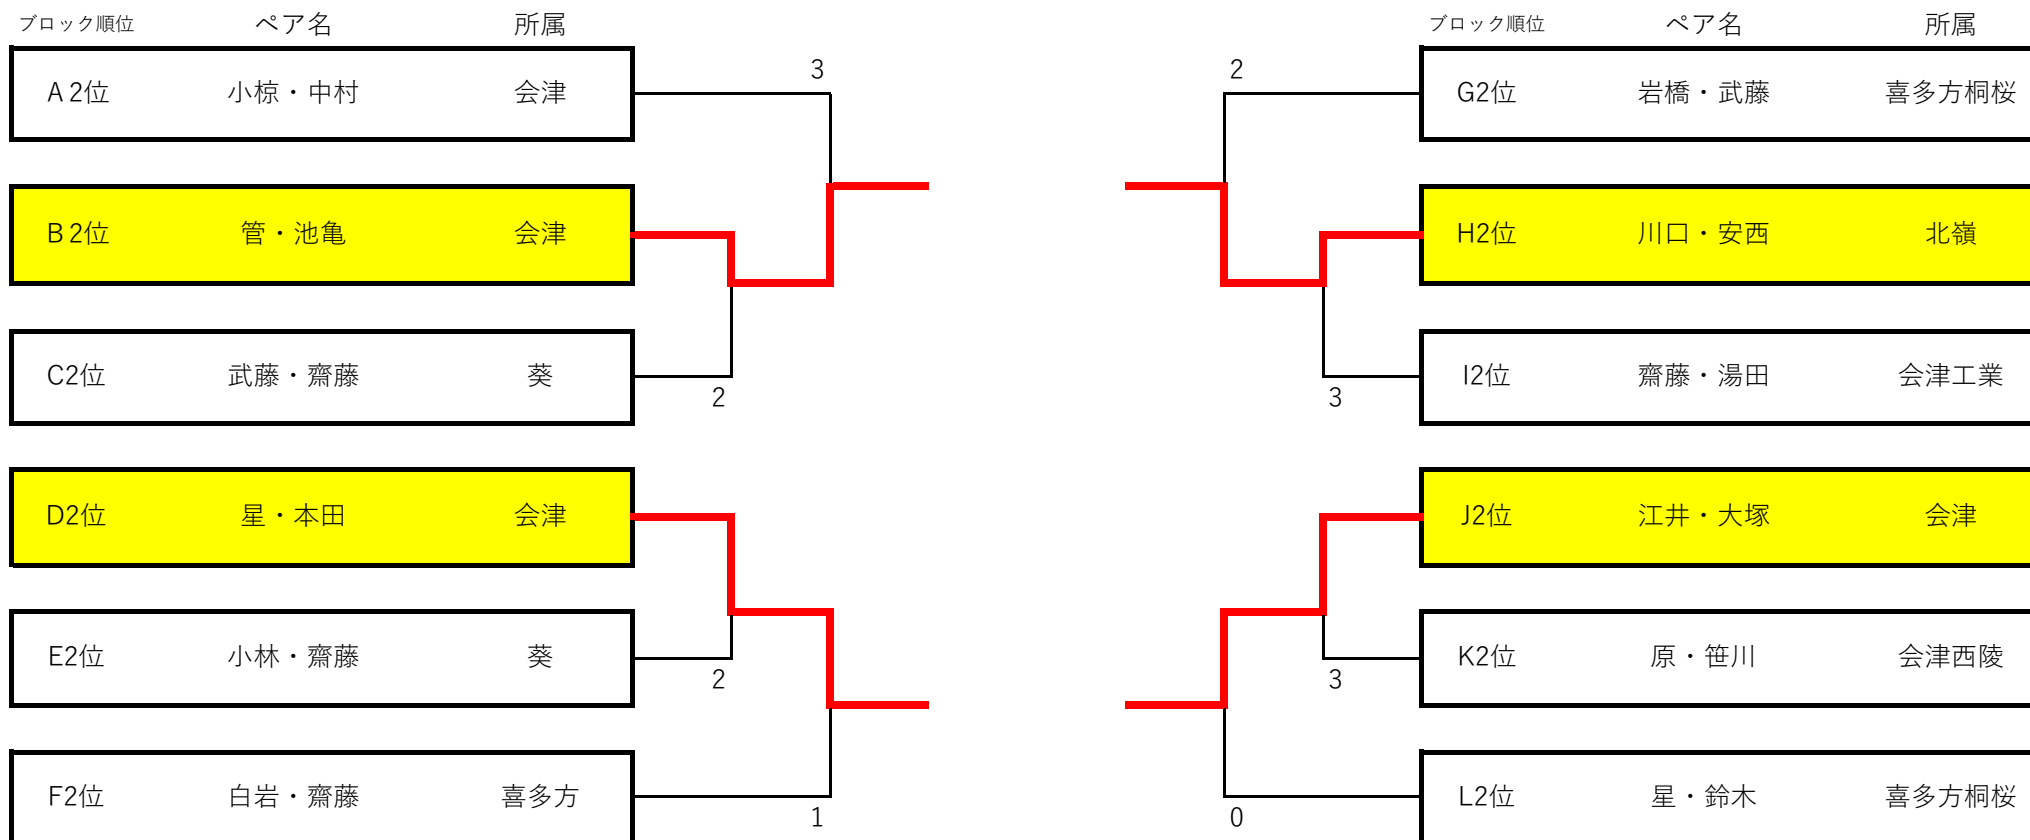 ブロック順位 ペア名 所属
A２位 小椋・中村 会津
3
B２位 管・池亀 会津
C2位 武藤・齋藤 葵
2
D2位 星・本田 会津
E2位 小林・齋藤 葵
2
F2位 白岩・齋藤 喜多方
1
ブロック順位 ペア名 所属
2
G2位 岩橋・武藤 喜多方桐桜
H2位 川口・安西 北嶺
I2位 齋藤・湯田 会津工業
3
J2位 江井・大塚 会津
K2位 原・笹川 会津西陵
3
L2位 星・鈴木 喜多方桐桜
0